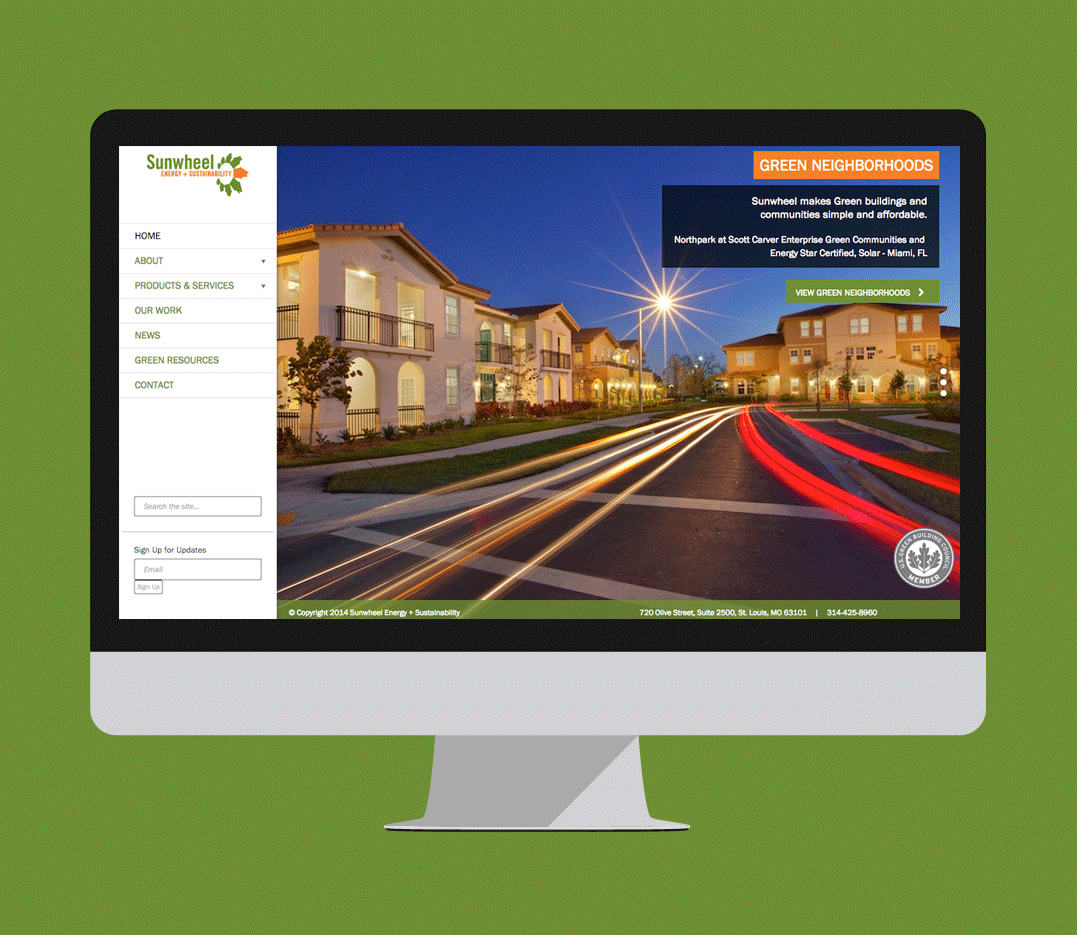 Sunwheel
ENERGY + SUSTAINABILITY
HOME
ABOUT
PRODUCTS & SERVICES
OUR WORK
NEWS
GREEN RESOURCES
CONTACT
Search the site...
Sign Up for Updates
Email
Sign Up
GREEN NEIGHBORHOODS
Sunwheel makes Green buildings and
communities simple and affordable.
Northpark at Scott Carver Enterprise Green Communities and
Energy Star Certified, Solar - Miami, FL
VIEW GREEN NEIGHBORHOODS
U.S. GREEN BUILDING COUNCIL
MEMBER
© Copyright 2014 Sunwheel Energy + Sustainability
720 Olive Street, Suite 2500, St. Louis, MO 63101 | 314-425-8960